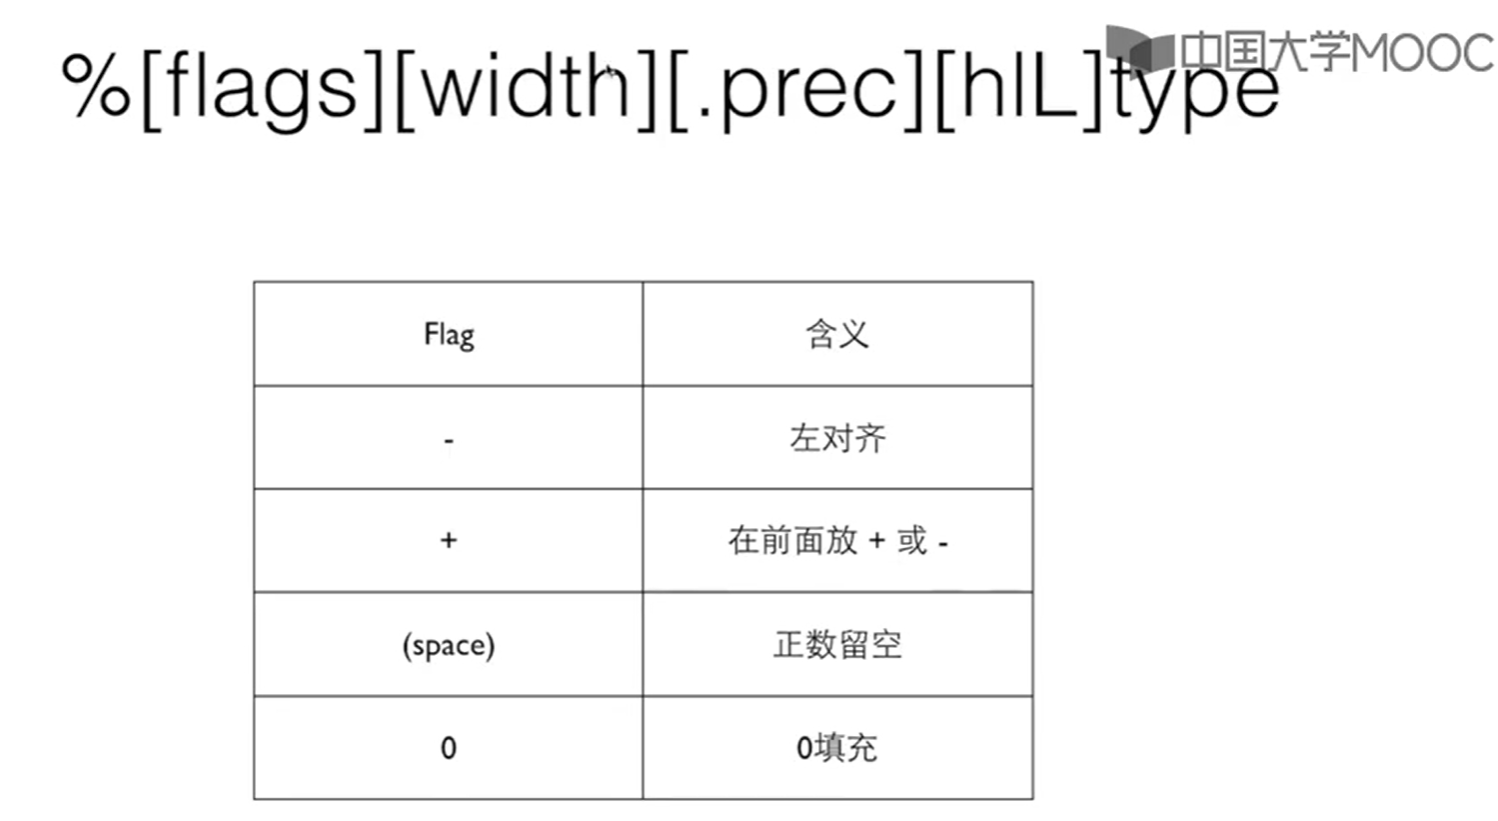 中国大学MOOC
%[flags][width][.prec][hlL]type
Flag 含义
- 左对齐
+ 在前面放 + 或 -
(space) 正数留空
0 0填充